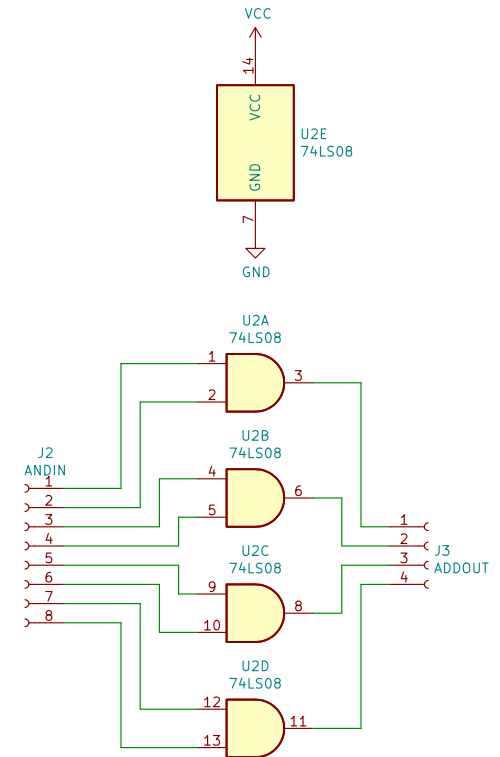 VCC
14
VCC
U2E
74LS08
GND
7
GND
U2A
74LS08
1
2
3
U2B
74LS08
4
5
6
J2
ANDIN
1
2
3
4
5
6
7
8
1
2
3
4
J3
ADDOUT
U2C
74LS08
9
10
8
U2D
74LS08
12
13
11